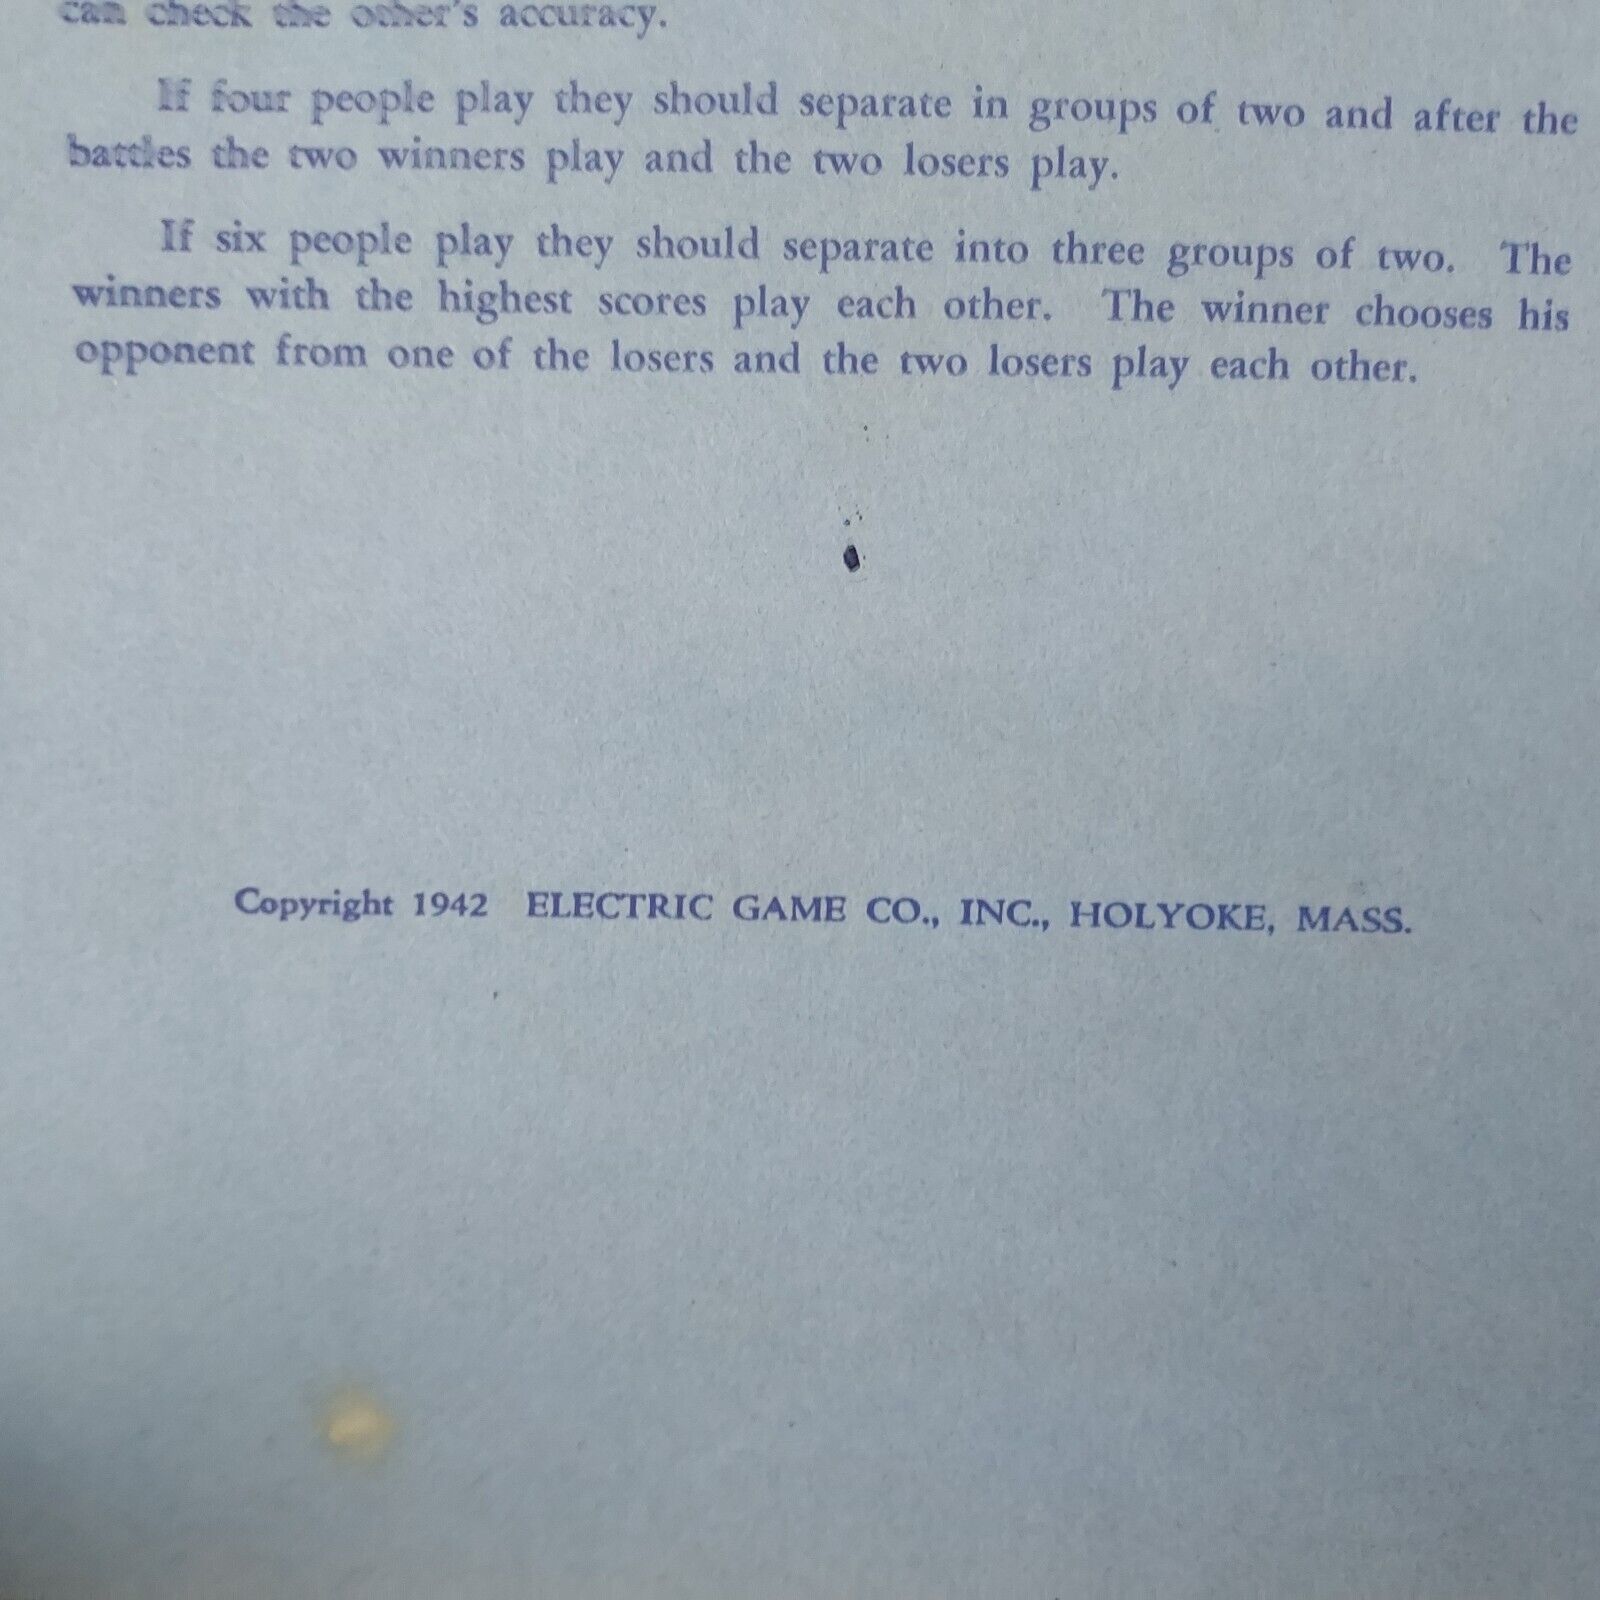 can check the other's accuracy.
If four people play they should separate in groups of two and after the
battles the two winners play and the two losers play.
If six people play they should separate into three groups of two. The
winners with the highest scores play each other. The winner chooses his
opponent from one of the losers and the two losers play each other.
Copyright 1942 ELECTRIC GAME CO., INC., HOLYOKE, MASS.